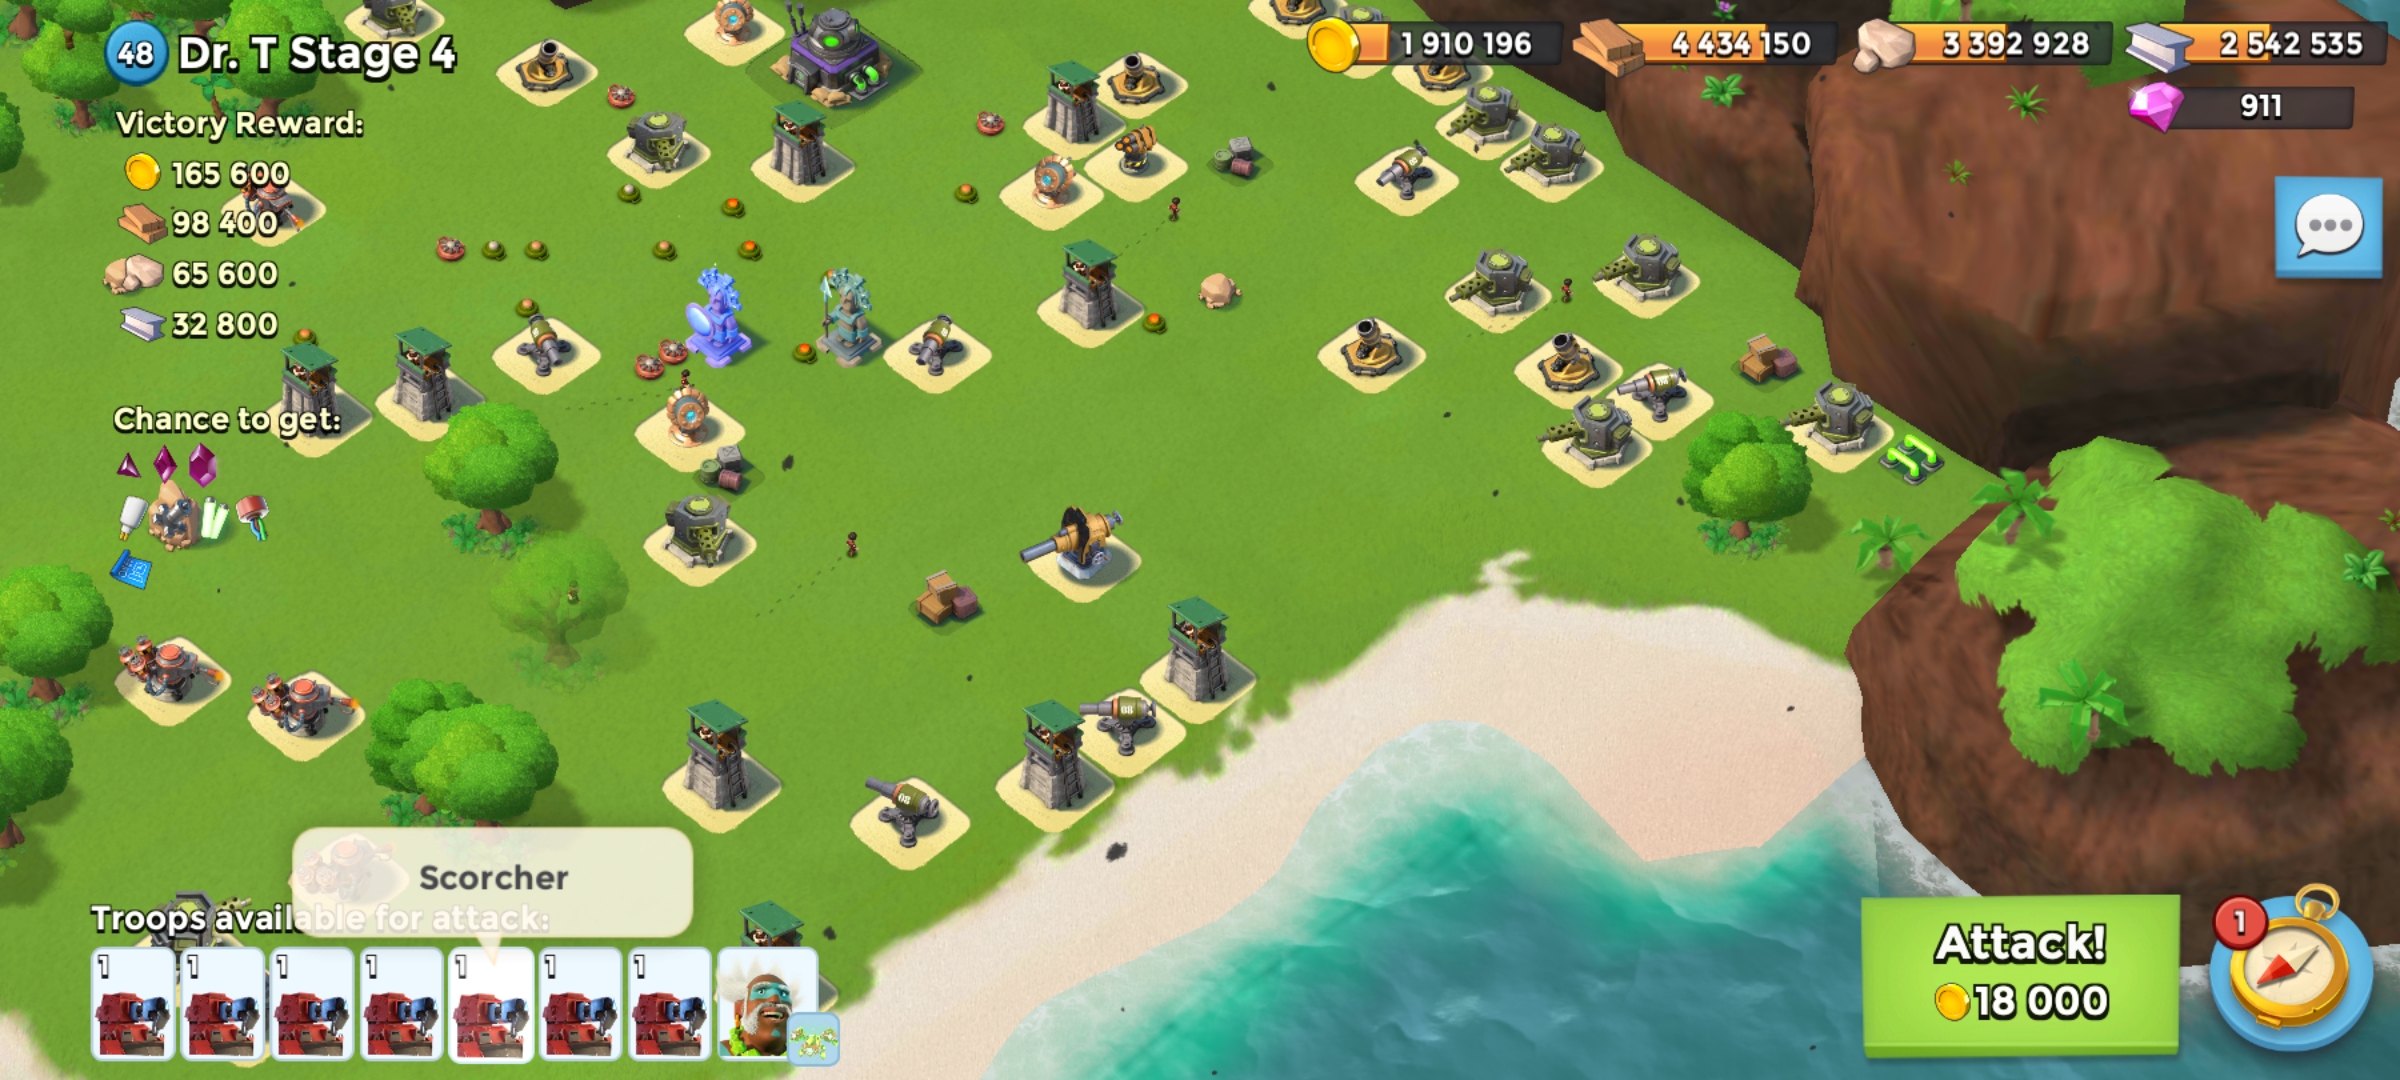 48 Dr. T Stage 4
1 910 196
4 434 150
3 392 928
2 542 535
911
Victory Reward:
165 600
98 400
65 600
32 800
Chance to get:
Scorcher
Troops available for attack:
1
1
1
1
1
1
1
Attack!
18 000
1